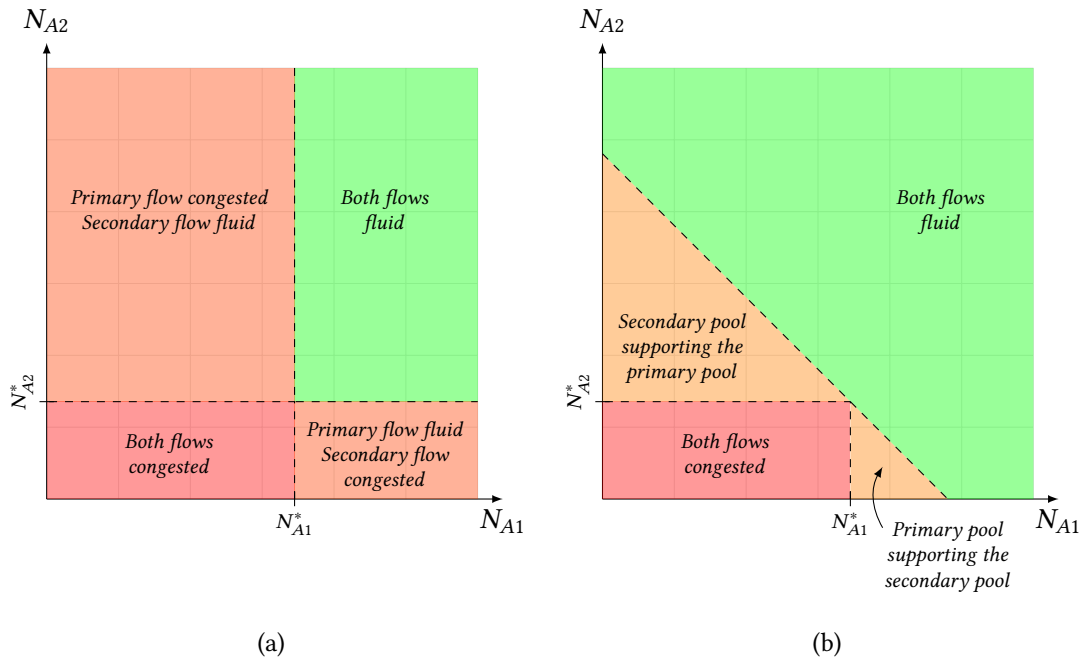 N_{A2}
Primary flow congested
Secondary flow fluid
Both flows
fluid
N*_{A2}
Both flows
congested
Primary flow fluid
Secondary flow
congested
N*_{A1}
N_{A1}
(a)
N_{A2}
Both flows
fluid
Secondary pool
supporting the
primary pool
N*_{A2}
Both flows
congested
N*_{A1}
N_{A1}
Primary pool
supporting the
secondary pool
(b)